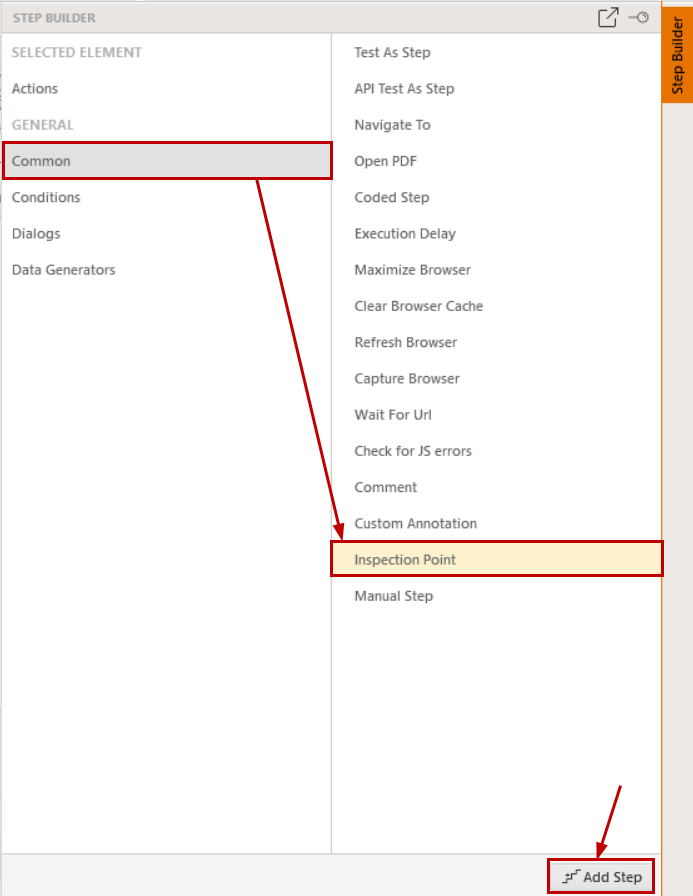 STEP BUILDER
Step Builder
SELECTED ELEMENT
Actions
GENERAL
Common
Conditions
Dialogs
Data Generators
Test As Step
API Test As Step
Navigate To
Open PDF
Coded Step
Execution Delay
Maximize Browser
Clear Browser Cache
Refresh Browser
Capture Browser
Wait For Url
Check for JS errors
Comment
Custom Annotation
Inspection Point
Manual Step
Add Step